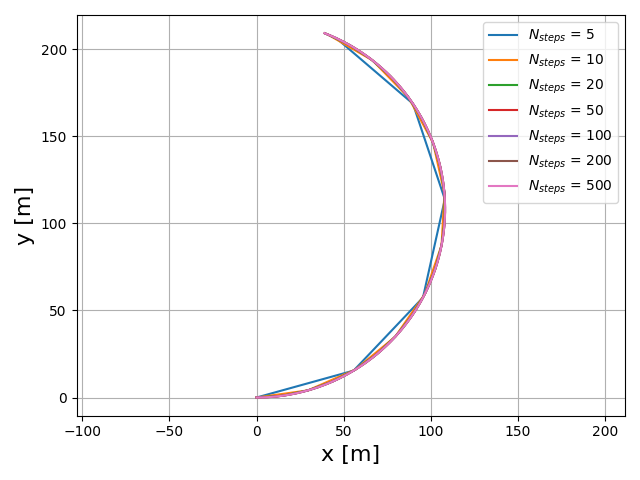 200
150
100
50
0
y [m]
−100 −50 0 50 100 150 200
x [m]
N_steps = 5
N_steps = 10
N_steps = 20
N_steps = 50
N_steps = 100
N_steps = 200
N_steps = 500